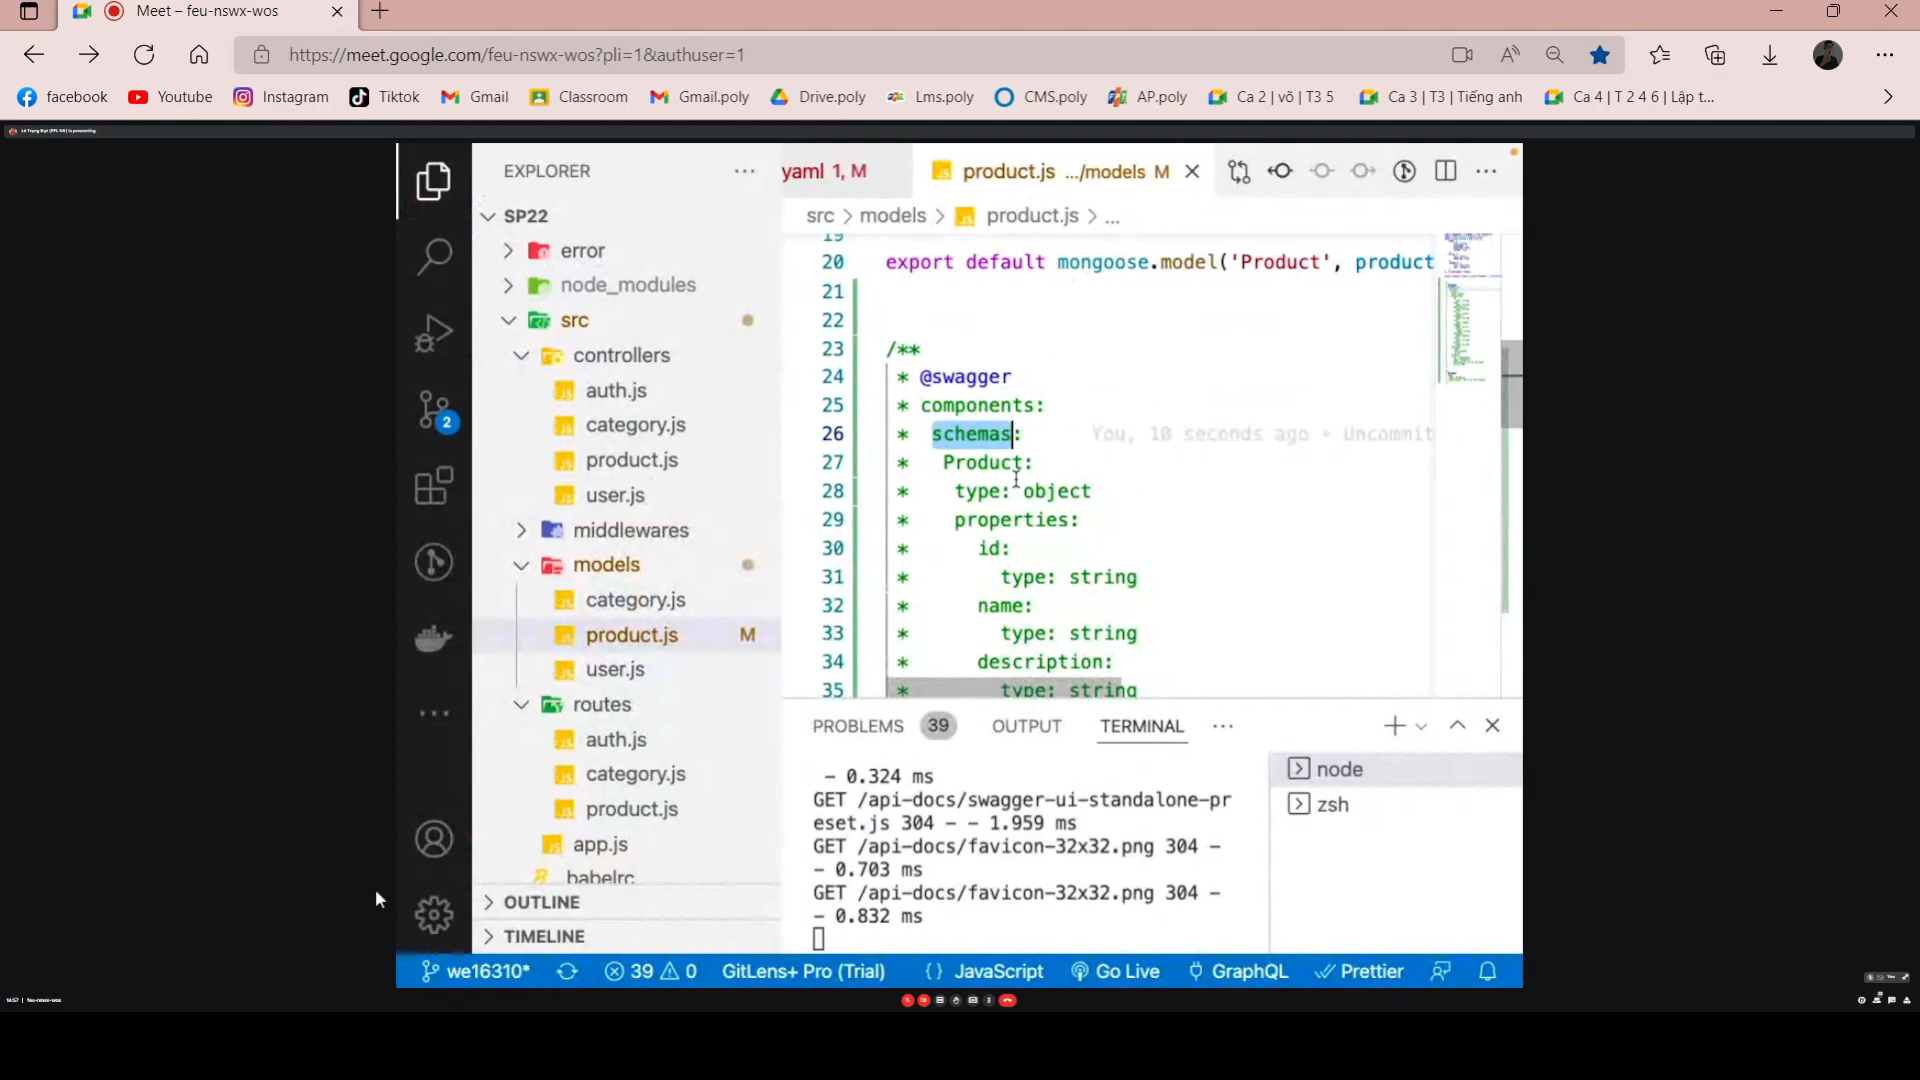 Meet – feu-nswx-wos
https://meet.google.com/feu-nswx-wos?pli=1&authuser=1
facebook Youtube Instagram Tiktok Gmail Classroom Gmail.poly Drive.poly Lms.poly CMS.poly AP.poly Ca 2 | võ | T3 5 Ca 3 | T3 | Tiếng anh Ca 4 | T 2 4 6 | Lập t...
EXPLORER
SP22
error
node_modules
src
controllers
auth.js
category.js
product.js
user.js
middlewares
models
category.js
product.js M
user.js
routes
auth.js
category.js
product.js
app.js
babelrc
OUTLINE
TIMELINE
2
yaml 1, M product.js .../models M
src > models > product.js > ...
19
20 export default mongoose.model('Product', product
21
22
23 /**
24 * @swagger
25 * components:
26 * schemas: You, 10 seconds ago • Uncommit
27 * Product:
28 * type: object
29 * properties:
30 * id:
31 * type: string
32 * name:
33 * type: string
34 * description:
35 * type: string
PROBLEMS 39 OUTPUT TERMINAL
– 0.324 ms
GET /api-docs/swagger-ui-standalone-pr
eset.js 304 – – 1.959 ms
GET /api-docs/favicon-32x32.png 304 –
– 0.703 ms
GET /api-docs/favicon-32x32.png 304 –
– 0.832 ms
node
zsh
we16310* 39 0 GitLens+ Pro (Trial) {} JavaScript Go Live GraphQL Prettier
14:57 | feu-nswx-wos